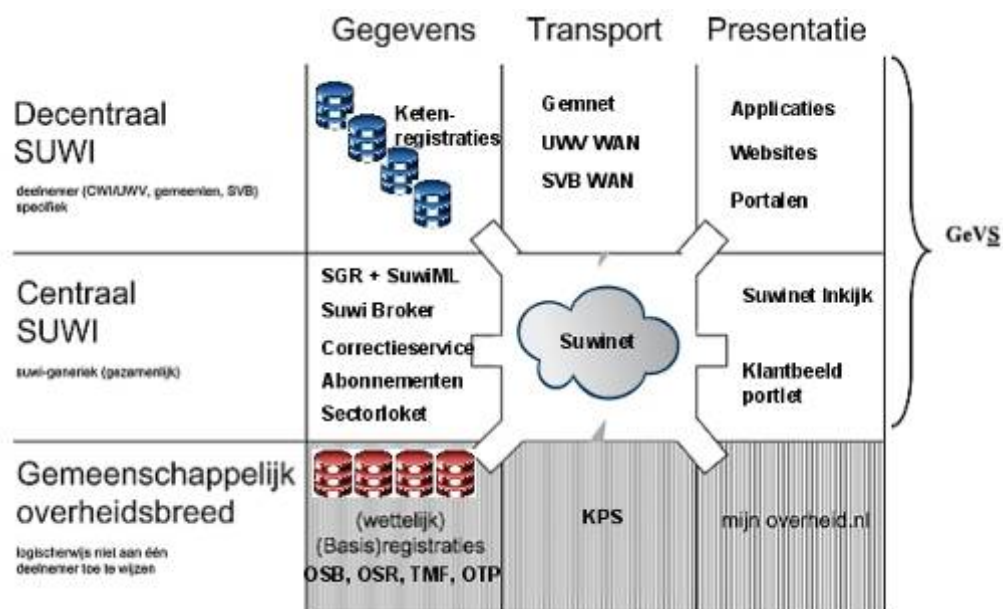 Gegevens Transport Presentatie
Decentraal
SUWI
deelnemer (CWI/UWV, gemeenten, SVB)
specifiek
Keten-
registraties
Gemnet
UWV WAN
SVB WAN
Applicaties
Websites
Portalen
GeVS
Centraal
SUWI
suwi-generiek (gezamenlijk)
SGR + SuwiML
Suwi Broker
Correctieservice
Abonnementen
Sectorloket
Suwinet
Suwinet Inkijk
Klantbeeld
portlet
Gemeenschappelijk
overheidsbreed
logischerwijs niet aan één
deelnemer toe te wijzen
(wettelijk)
(Basis)registraties
OSB, OSR, TMF, OTP
KPS
mijn overheid.nl